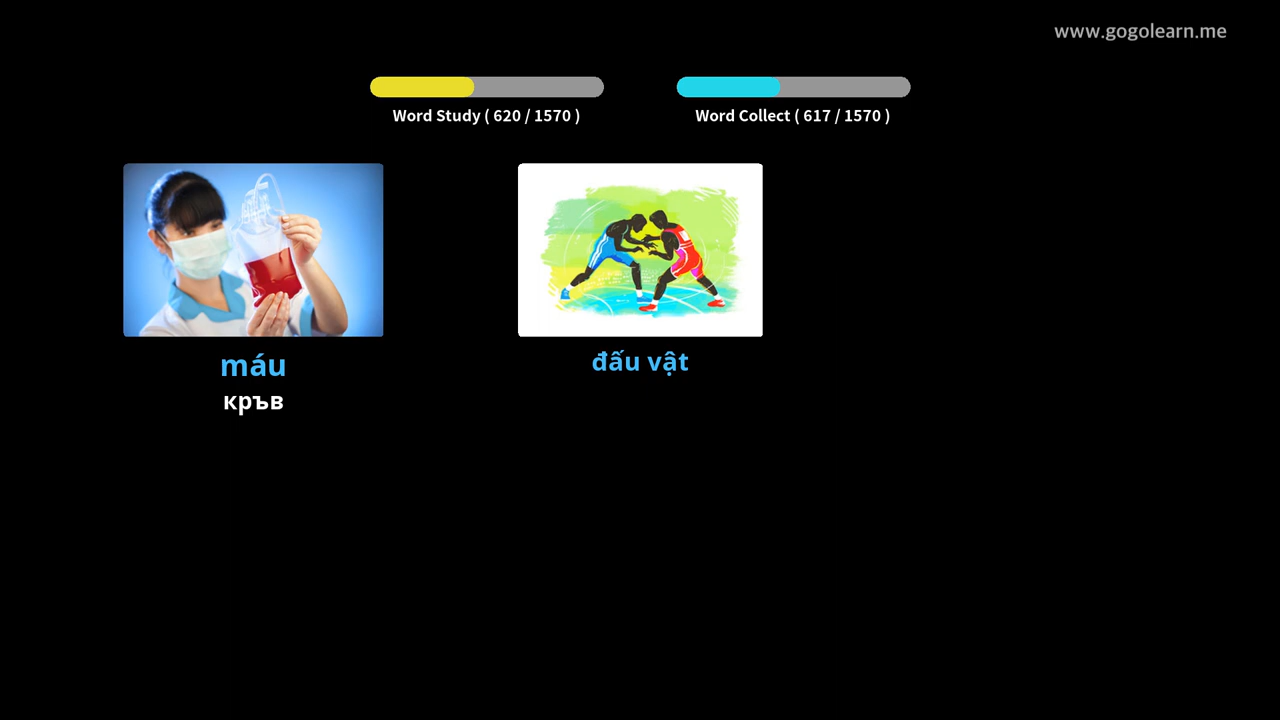 www.gogolearn.me
Word Study ( 620 / 1570 )
Word Collect ( 617 / 1570 )
máu
кръв
đấu vật